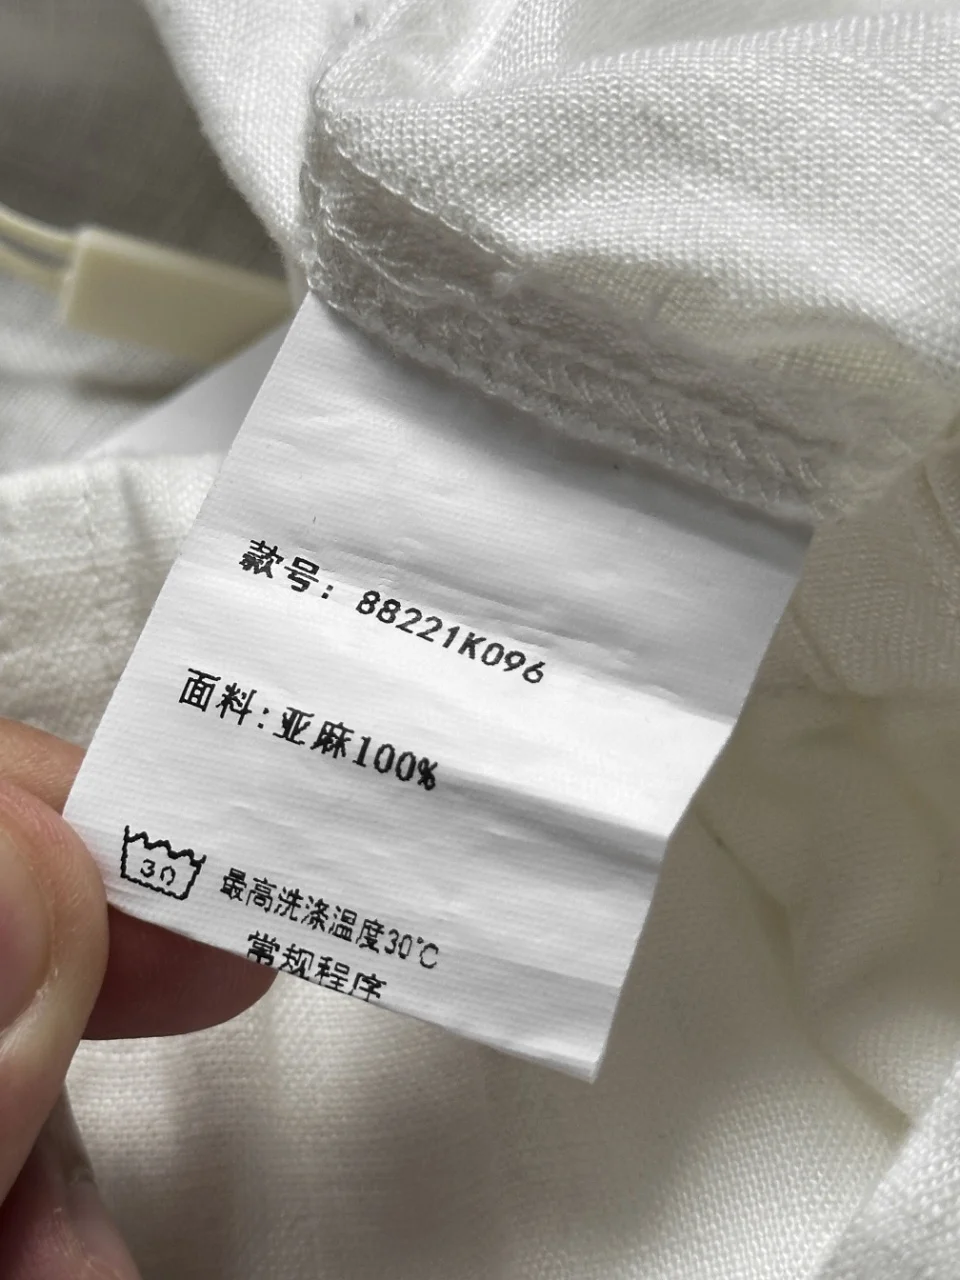 款号: 88221K096
面料:亚麻100%
30 最高洗涤温度30℃
常规程序